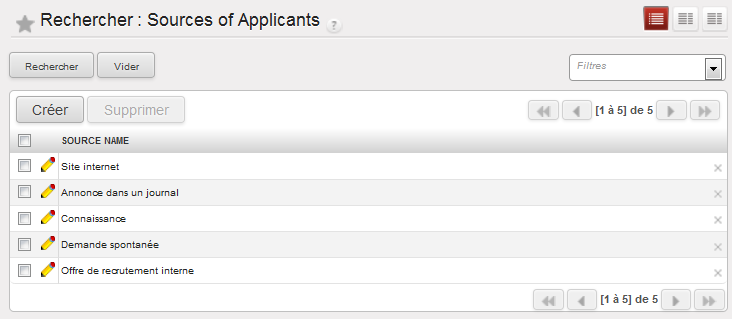 Rechercher : Sources of Applicants ?
Rechercher Vider Filtres
Créer Supprimer [1 à 5] de 5
SOURCE NAME
Site internet
Annonce dans un journal
Connaissance
Demande spontanée
Offre de recrutement interne
[1 à 5] de 5